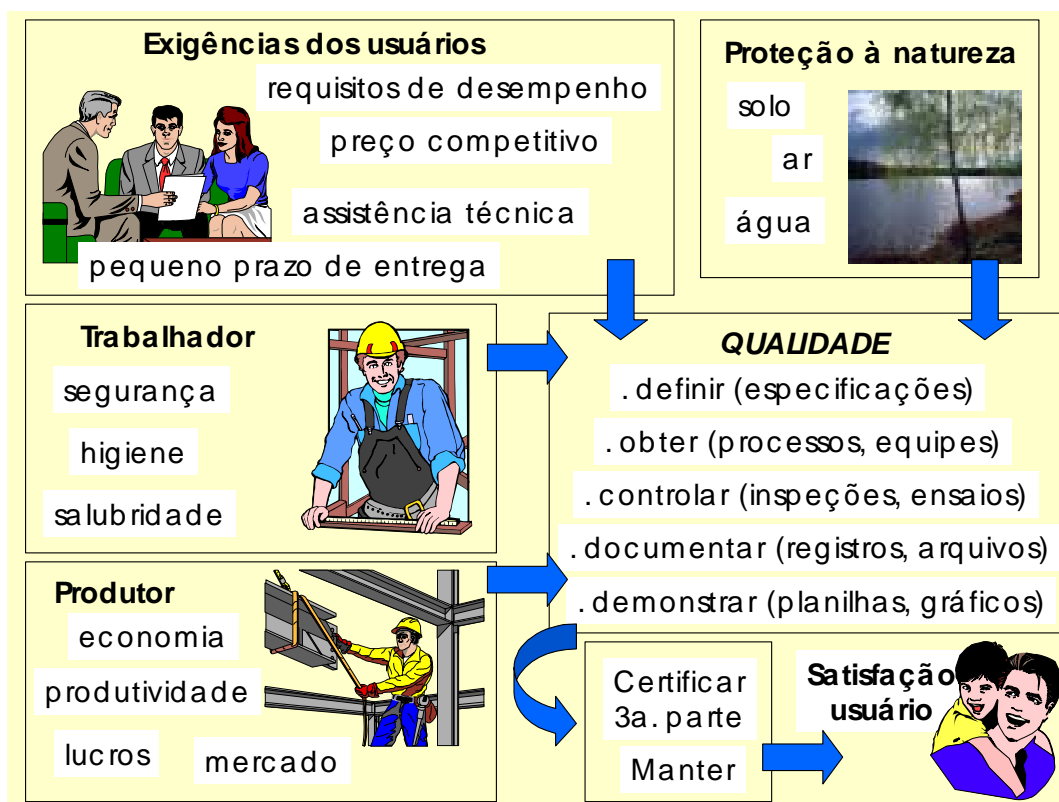 Exigências dos usuários
requisitos de desempenho
preço competitivo
assistência técnica
pequeno prazo de entrega
Proteção à natureza
solo
ar
água
Trabalhador
segurança
higiene
salubridade
QUALIDADE
. definir (especificações)
. obter (processos, equipes)
. controlar (inspeções, ensaios)
. documentar (registros, arquivos)
. demonstrar (planilhas, gráficos)
Produtor
economia
produtividade
lucros
mercado
Certificar
3a. parte
Manter
Satisfação
usuário